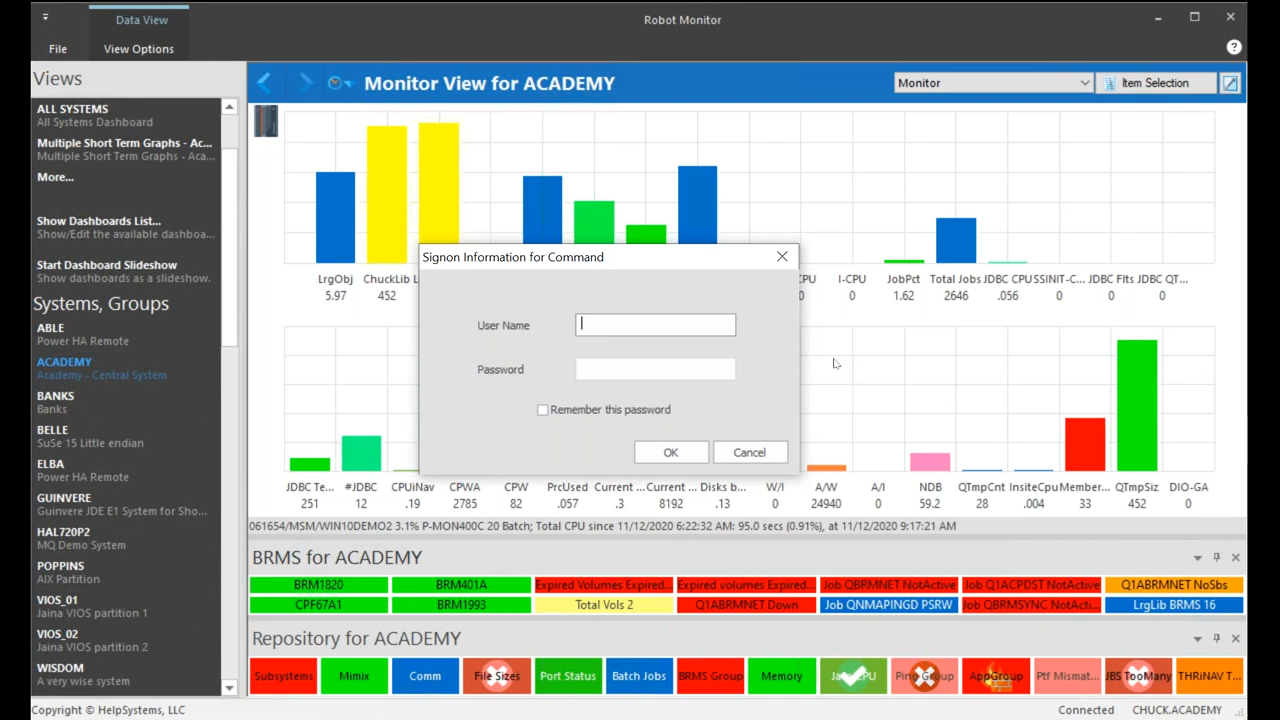 Data View
Robot Monitor
File
View Options
Views
Monitor View for ACADEMY
Monitor
Item Selection
ALL SYSTEMS
All Systems Dashboard
Multiple Short Term Graphs - Ac...
Multiple Short Term Graphs - Aca...
More...
Show Dashboards List...
Show/Edit the available dashboa...
Start Dashboard Slideshow
Show dashboards as a slideshow.
Systems, Groups
ABLE
Power HA Remote
ACADEMY
Academy - Central System
BANKS
Banks
BELLE
SuSe 15 Little endian
ELBA
Power HA Remote
GUINVERE
Guinvere JDE E1 System for Sho...
HAL720P2
MQ Demo System
POPPINS
AIX Partition
VIOS_01
Jaina VIOS partition 1
VIOS_02
Jaina VIOS partition 2
WISDOM
A very wise system
LrgObj ChuckLib L CPU I-CPU JobPct Total Jobs JDBC CPU SSINIT-C... JDBC Flts JDBC QT...
5.97 452 0 0 1.62 2646 .056 0 0 0
Signon Information for Command
User Name
Password
Remember this password
OK Cancel
JDBC Te... #JDBC CPUiNav CPWA CPW PrcUsed Current ... Current ... Disks b... W/I A/W A/I NDB QTmpCnt InsiteCpu Member... QTmpSiz DIO-GA
251 12 .19 2785 82 .07 .3 8192 .13 0 24940 0 59.2 26 .004 33 452 0
061654/MSM/WIN10DEMO2 3.1% P-MON400C 20 Batch; Total CPU since 11/12/2020 6:22:32 AM: 95.0 secs (0.91%), at 11/12/2020 9:17:21 AM
BRMS for ACADEMY
BRM1820 BRM401A Expired Volumes Expired... Expired volumes Expired... Job QBRMNET NotActive Job Q1ACPDST NotActive Q1ABRMNET NoSbs
CPF67A1 BRM1993 Total Vols 2 Q1ABRMNET Down Job QNMAPINGD PSRW Job QBRMSYNC NotActi... LrgLib BRMS 16
Repository for ACADEMY
Subsystems Mimix Comm File Sizes Port Status Batch Jobs BRMS Group Memory Java CPU Ping Group AppGroup Ptf Mismat... JBS TooMany THRiNAV T...
Copyright © HelpSystems, LLC
Connected
CHUCK.ACADEMY